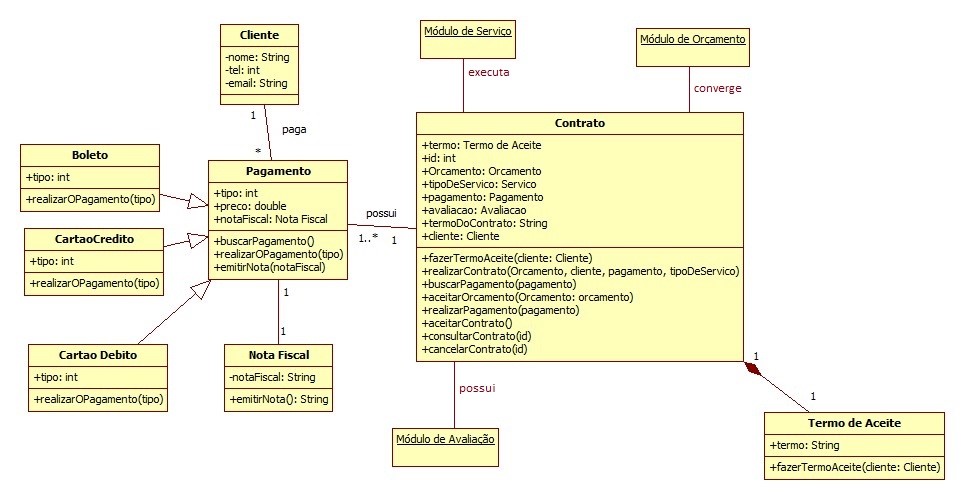 Cliente
-nome: String
-tel: int
-email: String
Módulo de Serviço
Módulo de Orçamento
executa
converge
1
paga
*
Contrato
+termo: Termo de Aceite
+id: int
+Orcamento: Orcamento
+tipoDeServico: Servico
+pagamento: Pagamento
+avaliacao: Avaliacao
+termoDoContrato: String
+cliente: Cliente
+fazerTermoAceite(cliente: Cliente)
+realizarContrato(Orcamento, cliente, pagamento, tipoDeServico)
+buscarPagamento(pagamento)
+aceitarOrcamento(Orcamento: orcamento)
+realizarPagamento(pagamento)
+aceitarContrato()
+consultarContrato(id)
+cancelarContrato(id)
Boleto
+tipo: int
+realizarOPagamento(tipo)
Pagamento
+tipo: int
+preco: double
+notaFiscal: Nota Fiscal
+buscarPagamento()
+realizarOPagamento(tipo)
+emitirNota(notaFiscal)
possui
1..*
1
CartaoCredito
+tipo: int
+realizarOPagamento(tipo)
1
1
Cartao Debito
+tipo: int
+realizarOPagamento(tipo)
Nota Fiscal
-notaFiscal: String
+emitirNota(): String
possui
Módulo de Avaliação
1
1
Termo de Aceite
+termo: String
+fazerTermoAceite(cliente: Cliente)